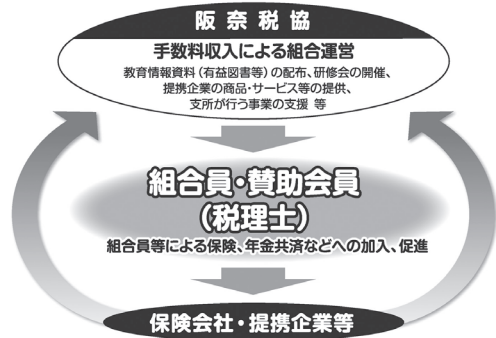 阪奈税協
手数料収入による組合運営
教育情報資料(有益図書等)の配布、研修会の開催、
提携企業の商品・サービス等の提供、
支所が行う事業の支援 等
組合員・賛助会員
(税理士)
組合員等による保険、年金共済などへの加入、促進
保険会社・提携企業等